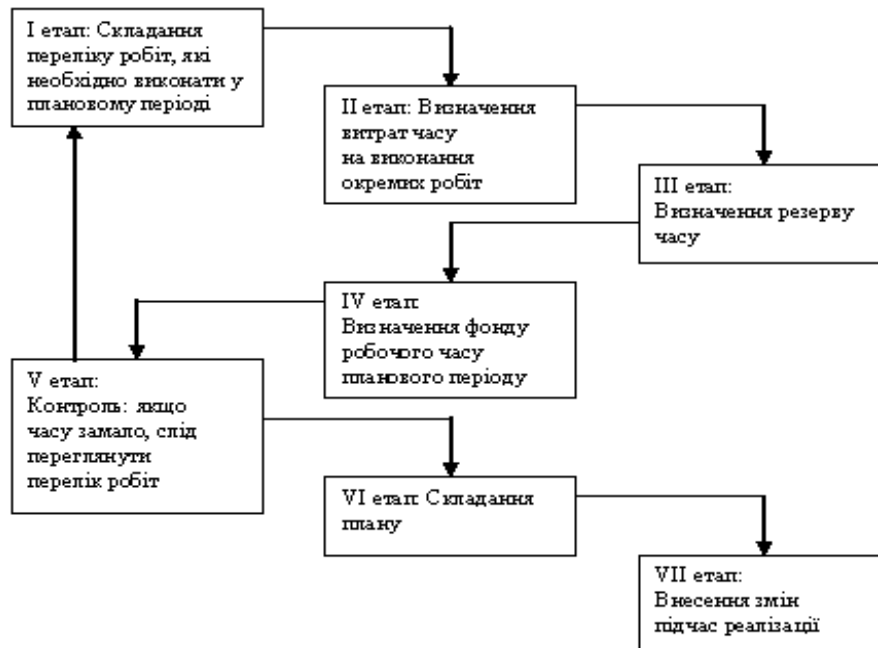 І етап: Складання
переліку робіт, які
необхідно виконати у
плановому періоді
ІІ етап: Визначення
витрат часу
на виконання
окремих робіт
ІІІ етап:
Визначення резерву
часу
IV етап:
Визначення фонду
робочого часу
планового періоду
V етап:
Контроль: якщо
часу замало, слід
переглянути
перелік робіт
VI етап: Складання
плану
VII етап:
Внесення змін
підчас реалізації